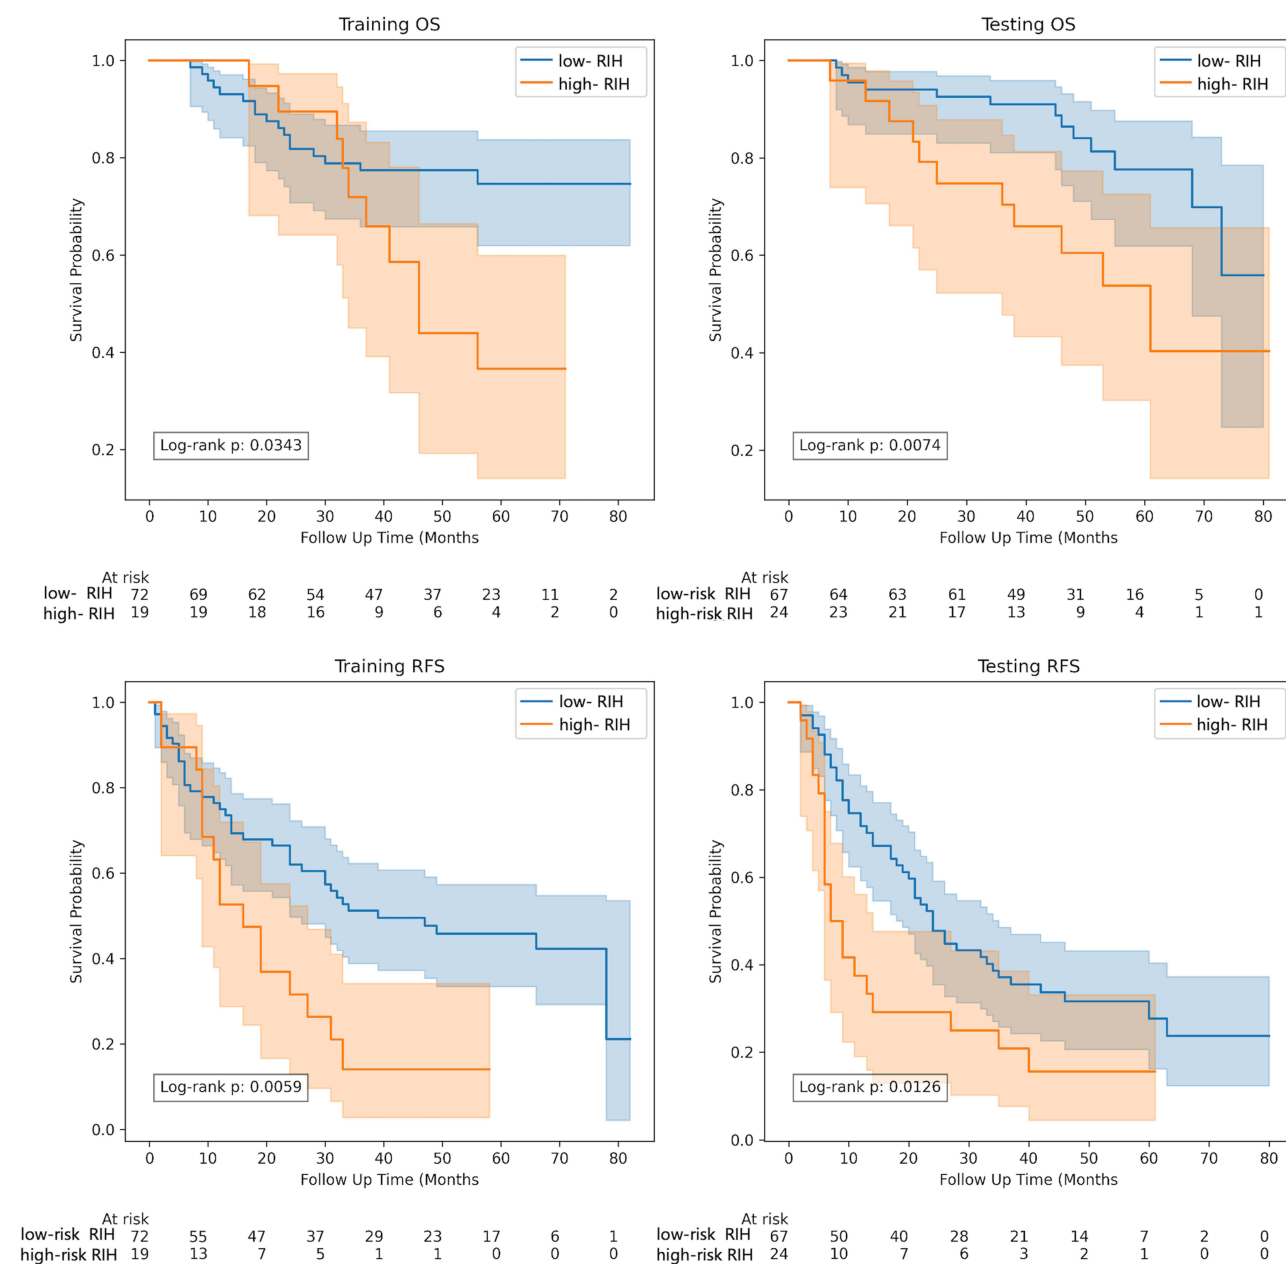 Training OS
low- RIH
high- RIH
1.0
0.8
0.6
0.4
0.2
Survival Probability
Log-rank p: 0.0343
0 10 20 30 40 50 60 70 80
Follow Up Time (Months
At risk
low- RIH 72 69 62 54 47 37 23 11 2
high- RIH 19 19 18 16 9 6 4 2 0
Testing OS
low- RIH
high- RIH
1.0
0.8
0.6
0.4
0.2
Survival Probability
Log-rank p: 0.0074
0 10 20 30 40 50 60 70 80
Follow Up Time (Months
At risk
low-risk RIH 67 64 63 61 49 31 16 5 0
high-risk RIH 24 23 21 17 13 9 4 1 1
Training RFS
low- RIH
high- RIH
1.0
0.8
0.6
0.4
0.2
0.0
Survival Probability
Log-rank p: 0.0059
0 10 20 30 40 50 60 70 80
Follow Up Time (Months
At risk
low-risk RIH 72 55 47 37 29 23 17 6 1
high-risk RIH 19 13 7 5 1 1 0 0 0
Testing RFS
low- RIH
high- RIH
1.0
0.8
0.6
0.4
0.2
0.0
Survival Probability
Log-rank p: 0.0126
0 10 20 30 40 50 60 70 80
Follow Up Time (Months
At risk
low-risk RIH 67 50 40 28 21 14 7 2 0
high-risk RIH 24 10 7 6 3 2 1 0 0